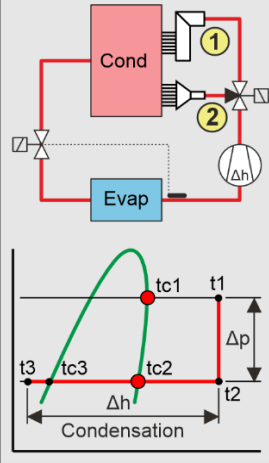 Cond
1
2
Δh
Evap
tc1
t1
Δp
t3
tc3
tc2
t2
Δh
Condensation